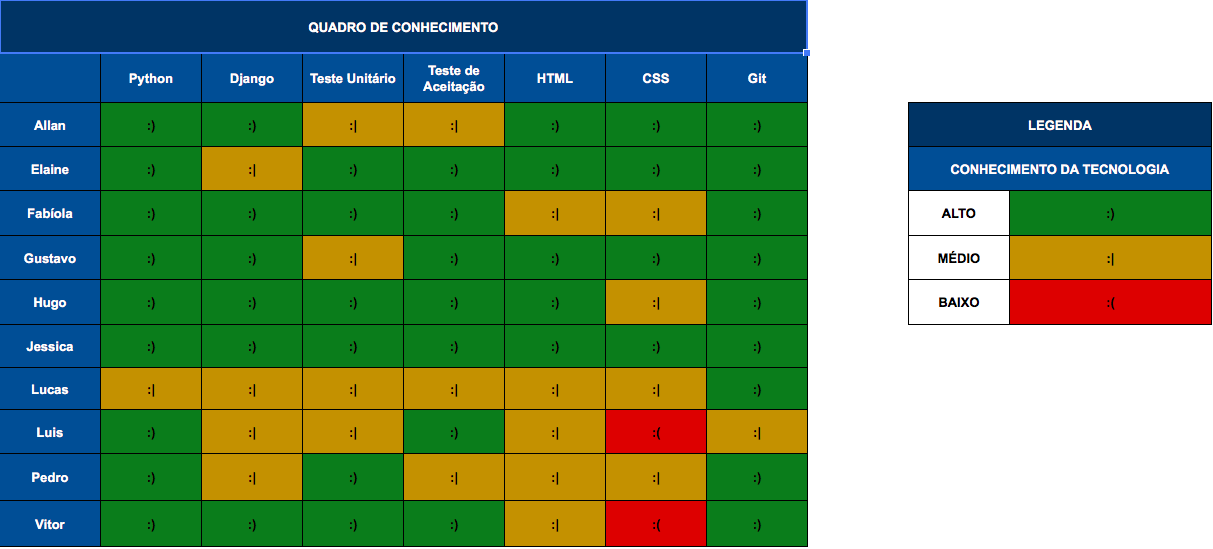 QUADRO DE CONHECIMENTO
Python Django Teste Unitário Teste de Aceitação HTML CSS Git
Allan :) :) :| :| :) :) :)
Elaine :) :| :) :) :) :) :)
Fabíola :) :) :) :) :| :| :)
Gustavo :) :) :| :) :) :) :)
Hugo :) :) :) :) :) :| :)
Jessica :) :) :) :) :) :) :)
Lucas :| :| :| :| :| :| :)
Luis :) :| :| :) :| :( :|
Pedro :) :| :) :| :| :| :)
Vitor :) :) :) :) :| :( :)
LEGENDA
CONHECIMENTO DA TECNOLOGIA
ALTO :)
MÉDIO :|
BAIXO :(